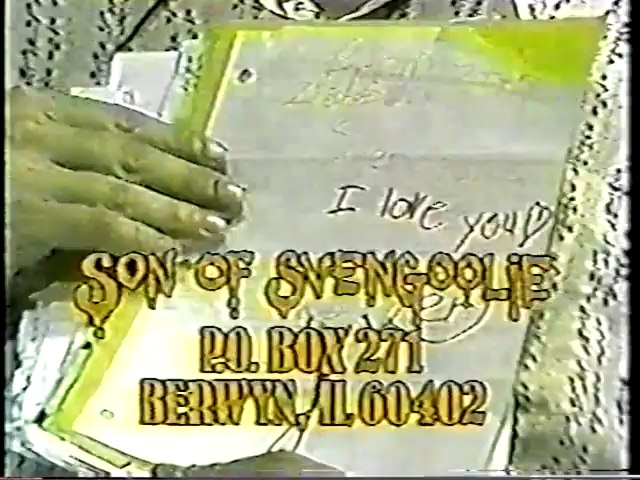 I love you
SON OF SVENGOOLIE
P.O. BOX 271
BERWYN, IL 60402